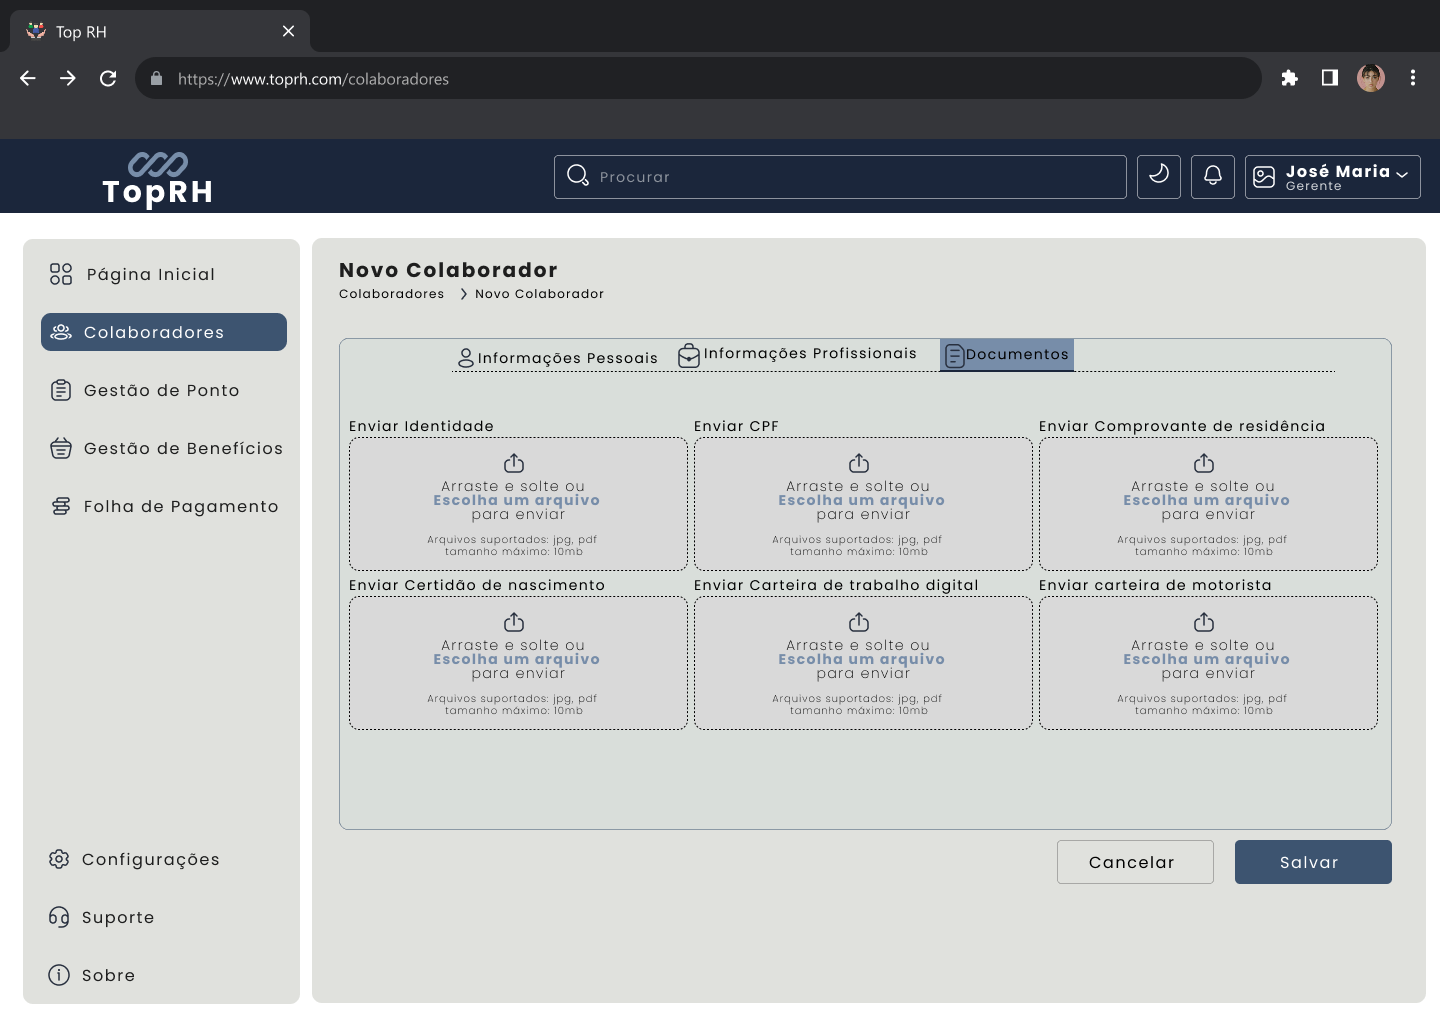 Top RH
https://www.toprh.com/colaboradores
TopRH
Procurar
José Maria
Gerente
Página Inicial
Colaboradores
Gestão de Ponto
Gestão de Benefícios
Folha de Pagamento
Configurações
Suporte
Sobre
Novo Colaborador
Colaboradores Novo Colaborador
Informações Pessoais Informações Profissionais Documentos
Enviar Identidade
Arraste e solte ou
Escolha um arquivo
para enviar
Arquivos suportados: jpg, pdf
tamanho máximo: 10mb
Enviar CPF
Arraste e solte ou
Escolha um arquivo
para enviar
Arquivos suportados: jpg, pdf
tamanho máximo: 10mb
Enviar Comprovante de residência
Arraste e solte ou
Escolha um arquivo
para enviar
Arquivos suportados: jpg, pdf
tamanho máximo: 10mb
Enviar Certidão de nascimento
Arraste e solte ou
Escolha um arquivo
para enviar
Arquivos suportados: jpg, pdf
tamanho máximo: 10mb
Enviar Carteira de trabalho digital
Arraste e solte ou
Escolha um arquivo
para enviar
Arquivos suportados: jpg, pdf
tamanho máximo: 10mb
Enviar carteira de motorista
Arraste e solte ou
Escolha um arquivo
para enviar
Arquivos suportados: jpg, pdf
tamanho máximo: 10mb
Cancelar
Salvar